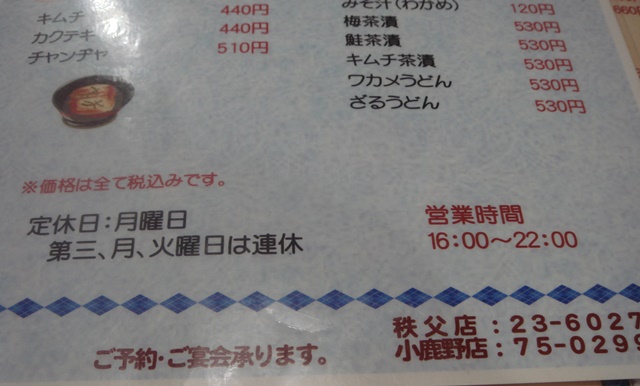 キムチ 440円
カクテキ 440円
チャンヂャ 510円
みそ汁(わかめ) 120円
梅茶漬 530円
鮭茶漬 530円
キムチ茶漬 530円
ワカメうどん 530円
ざるうどん 530円
560円
※価格は全て税込みです。
定休日:月曜日
第三、月、火曜日は連休
営業時間
16:00~22:00
ご予約・ご宴会承ります。
秩父店:23-6027
小鹿野店:75-0299